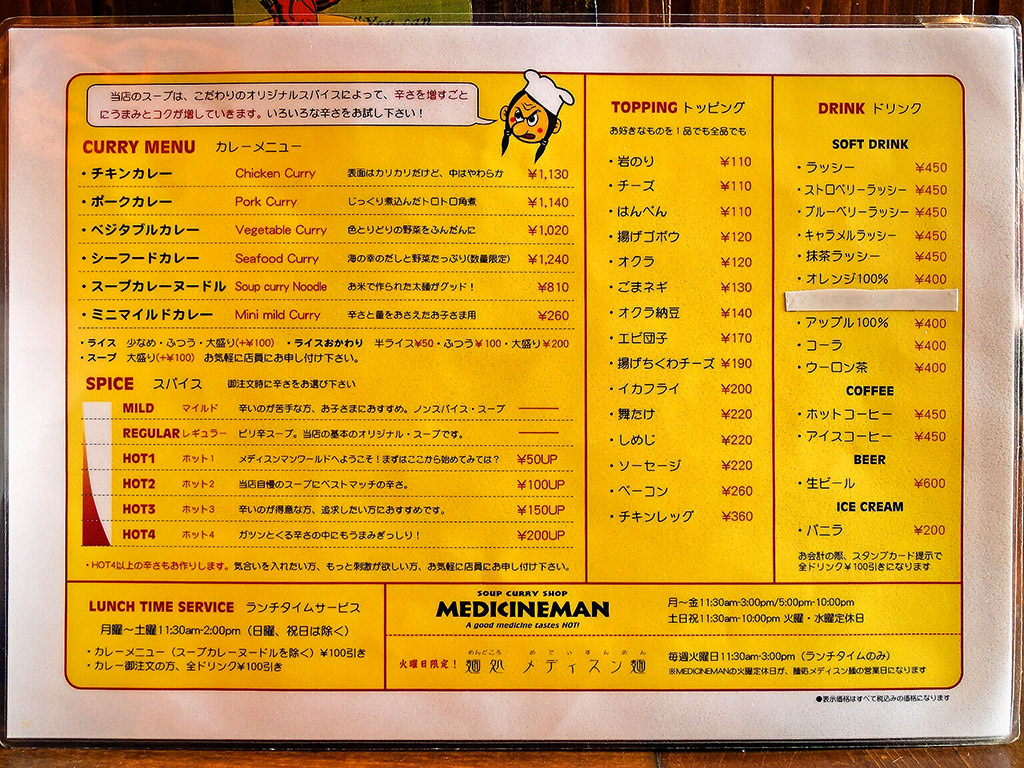 "You can
当店のスープは、こだわりのオリジナルスパイスによって、辛さを増すごと
にうまみとコクが増していきます。いろいろな辛さをお試し下さい！
CURRY MENU カレーメニュー
・チキンカレー Chicken Curry 表面はカリカリだけど、中はやわらか ¥1,130
・ポークカレー Pork Curry じっくり煮込んだトロトロ角煮 ¥1,140
・ベジタブルカレー Vegetable Curry 色とりどりの野菜をふんだんに ¥1,020
・シーフードカレー Seafood Curry 海の幸のだしと野菜たっぷり(数量限定) ¥1,240
・スープカレーヌードル Soup curry Noodle お米で作られた太麺がグッド！ ¥810
・ミニマイルドカレー Mini mild Curry 辛さと量をおさえたお子さま用 ¥260
・ライス 少なめ・ふつう・大盛り(+¥100) ・ライスおかわり 半ライス¥50・ふつう¥100・大盛り¥200
・スープ 大盛り(+¥100) お気軽に店員にお申し付け下さい。
SPICE スパイス 御注文時に辛さをお選び下さい
MILD マイルド 辛いのが苦手な方、お子さまにおすすめ。ノンスパイス・スープ
REGULAR レギュラー ピリ辛スープ。当店の基本のオリジナル・スープです。
HOT1 ホット1 メディスンマンワールドへようこそ！まずはここから始めてみては？ ¥50UP
HOT2 ホット2 当店自慢のスープにベストマッチの辛さ。 ¥100UP
HOT3 ホット3 辛いのが得意な方、追求したい方におすすめです。 ¥150UP
HOT4 ホット4 ガツンとくる辛さの中にもうまみぎっしり！ ¥200UP
・HOT4以上の辛さもお作りします。気合いを入れたい方、もっと刺激が欲しい方、お気軽に店員にお申し付け下さい。
TOPPING トッピング
お好きなものを1品でも全品でも
・岩のり ¥110
・チーズ ¥110
・はんぺん ¥110
・揚げゴボウ ¥120
・オクラ ¥120
・ごまネギ ¥130
・オクラ納豆 ¥140
・エビ団子 ¥170
・揚げちくわチーズ ¥190
・イカフライ ¥200
・舞たけ ¥220
・しめじ ¥220
・ソーセージ ¥220
・ベーコン ¥260
・チキンレッグ ¥360
DRINK ドリンク
SOFT DRINK
・ラッシー ¥450
・ストロベリーラッシー ¥450
・ブルーベリーラッシー ¥450
・キャラメルラッシー ¥450
・抹茶ラッシー ¥450
・オレンジ100% ¥400
・アップル100% ¥400
・コーラ ¥400
・ウーロン茶 ¥400
COFFEE
・ホットコーヒー ¥450
・アイスコーヒー ¥450
BEER
・生ビール ¥600
ICE CREAM
・バニラ ¥200
お会計の際、スタンプカード提示で
全ドリンク¥100引きになります
LUNCH TIME SERVICE ランチタイムサービス
月曜〜土曜11:30am-2:00pm（日曜、祝日は除く）
・カレーメニュー（スープカレーヌードルを除く）¥100引き
・カレー御注文の方、全ドリンク¥100引き
SOUP CURRY SHOP
MEDICINEMAN
A good medicine tastes HOT!
月〜金11:30am-3:00pm/5:00pm-10:00pm
土日祝11:30am-10:00pm 火曜・水曜定休日
めんどころ めでぃすんめん
火曜日限定！ 麺処 メディスン麺
毎週火曜日11:30am-3:00pm（ランチタイムのみ）
※MEDICINEMANの火曜定休日が、麺処メディスン麺の営業日になります
●表示価格はすべて税込みの価格になります